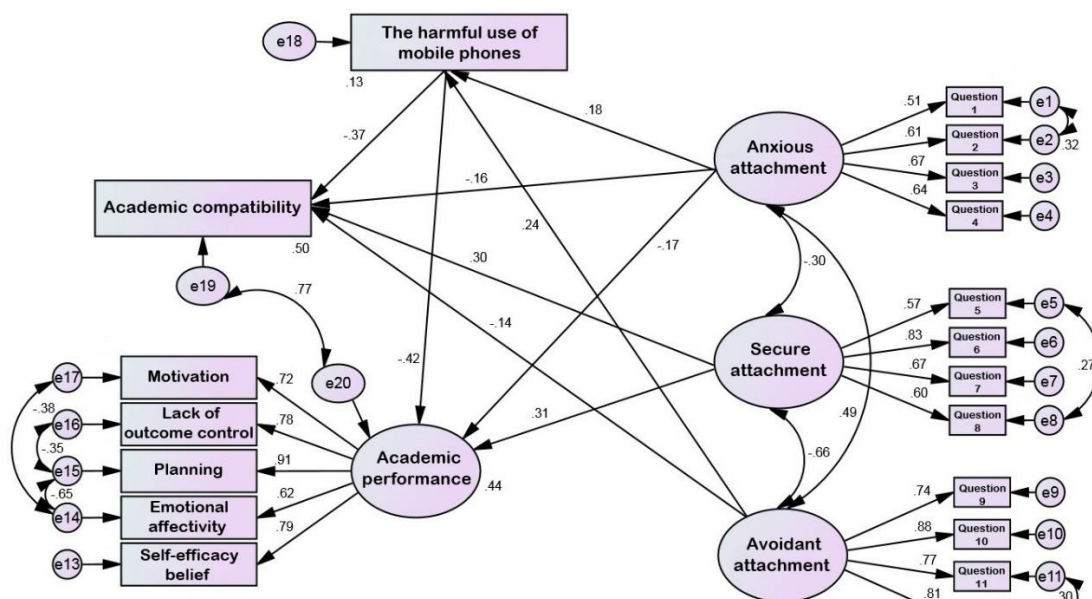 e18
The harmful use of
mobile phones
.13
.18
-.37
Anxious
attachment
.51
.61
.67
.64
Question
1
Question
2
Question
3
Question
4
e1
e2
e3
e4
.32
Academic compatibility
.50
-.16
.24
-.17
.30
-.30
e19
.77
-.14
Secure
attachment
.57
.83
.67
.60
Question
5
Question
6
Question
7
Question
8
e5
e6
e7
e8
.27
-.42
e20
.31
.49
-.66
e17
e16
e15
e14
e13
-.38
-.35
-.65
Motivation
Lack of
outcome control
Planning
Emotional
affectivity
Self-efficacy
belief
.72
.78
.91
.62
.79
Academic
performance
.44
Avoidant
attachment
.74
.88
.77
.81
Question
9
Question
10
Question
11
e9
e10
e11
.30